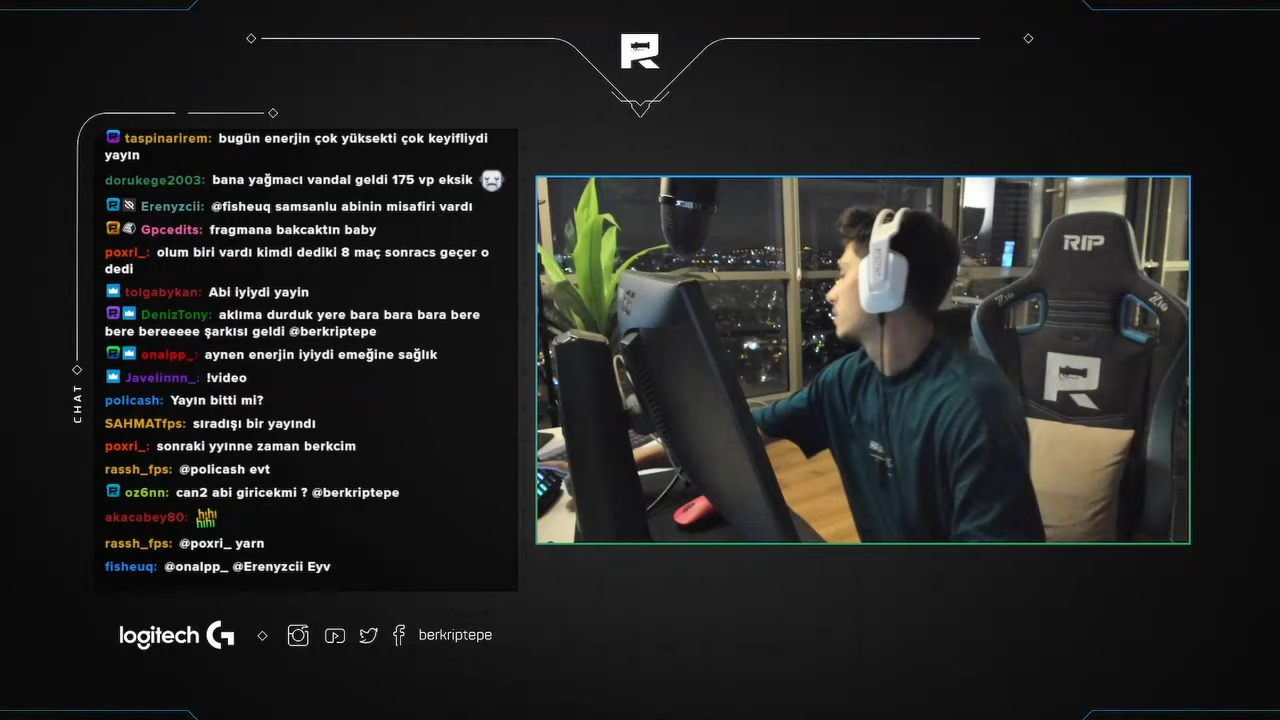 R
taspinarirem: bugün enerjin çok yüksekti çok keyifliydi
yayın
dorukege2003: bana yağmacı vandal geldi 175 vp eksik
Erenyzcii: @fisheuq samsanlu abinin misafiri vardı
Gpcedits: fragmana bakcaktın baby
poxri_: olum biri vardı kimdi dediki 8 maç sonracs geçer o
dedi
tolgabykan: Abi iyiydi yayin
DenizTony: aklıma durduk yere bara bara bara bere
bere bereeeee şarkısı geldi @berkriptepe
onalpp_: aynen enerjin iyiydi emeğine sağlık
Javelinnn_: !video
policash: Yayın bitti mi?
SAHMATfps: sıradışı bir yayındı
poxri_: sonraki yyınne zaman berkcim
rassh_fps: @policash evt
oz6nn: can2 abi giricekmi ? @berkriptepe
akacabey80: hihi
hihi
rassh_fps: @poxri_ yarn
fisheuq: @onalpp_ @Erenyzcii Eyv
CHAT
RIP
R
logitech G
berkriptepe